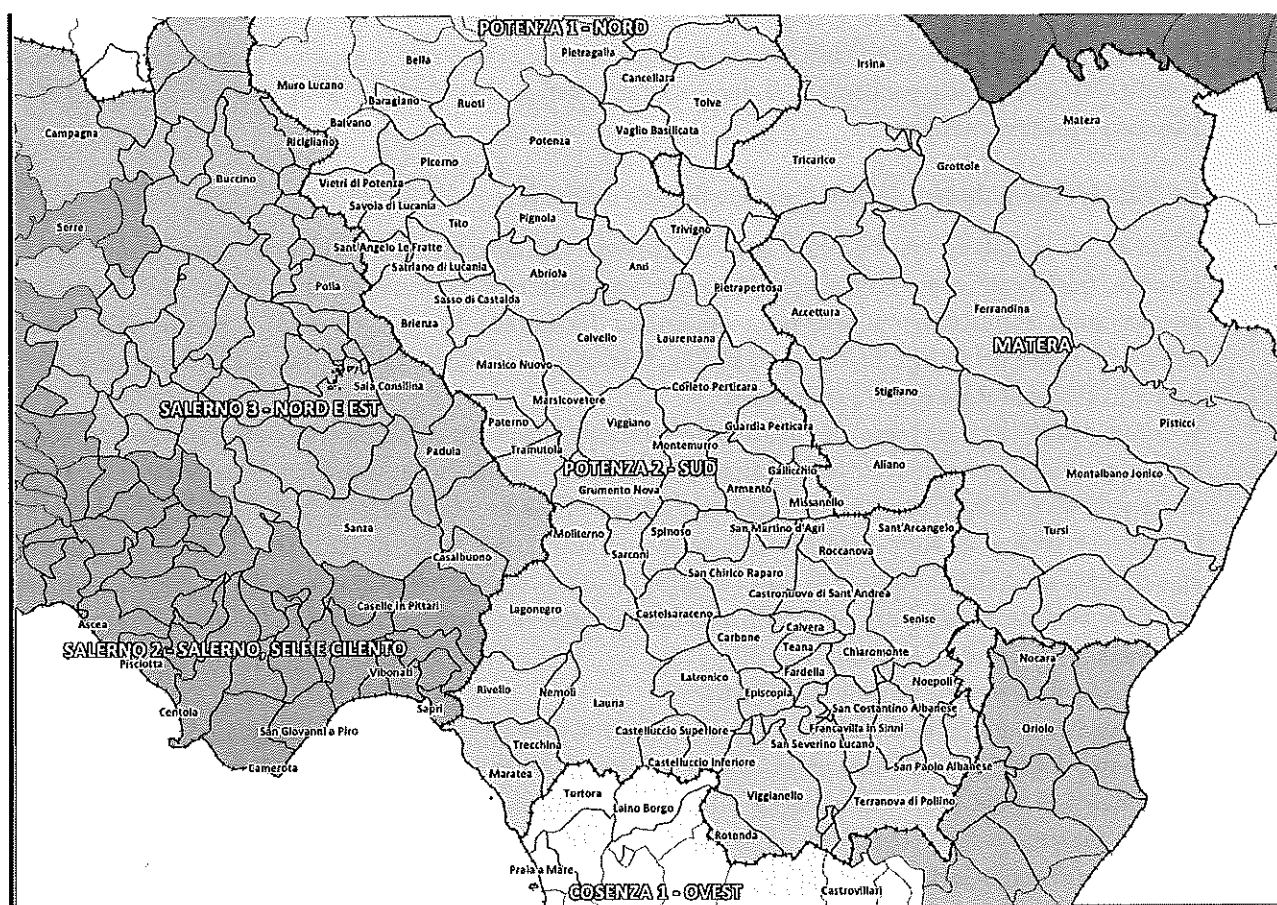 POTENZA 1 - NORD
Bella
Pietragalla
Irsina
Muro Lucano
Cancellara
Baragiano
Ruoti
Tolve
Matera
Balvano
Campagna
Ricigliano
Potenza
Vaglio Basilicata
Picerno
Tricarico
Grottole
Buccino
Vietri di Potenza
Savoia di Lucania
Serre
Tito
Pignola
Trivigno
Sant'Angelo Le Fratte
Satriano di Lucania
Abriola
Anzi
Polla
Pietrapertosa
Sasso di Castalda
Brienza
Calvello
Laurenzana
Accettura
Ferrandina
MATERA
Marsico Nuovo
Sala Consilina
Corleto Perticara
Stigliano
Marsicovetere
SALERNO 3 - NORD E EST
Paterno
Viggiano
Guardia Perticara
Pisticci
Padula
Tramutola
Montemurro
POTENZA 2 - SUD
Gallicchio
Aliano
Montalbano Jonico
Grumento Nova
Armento
Missanello
Sanza
Moliterno
Spinoso
San Martino d'Agri
Sant'Arcangelo
Tursi
Casalbuono
Sarconi
Roccanova
San Chirico Raparo
Castronuovo di Sant'Andrea
Caselle in Pittari
Lagonegro
Castelsaraceno
Ascea
Calvera
Senise
SALERNO 2 - SALERNO, SELE E CILENTO
Carbone
Teana
Chiaromonte
Pisciotta
Vibonati
Fardella
Nocara
Rivello
Nemoli
Latronico
Noepoli
Episcopia
Centola
Sapri
Lauria
San Costantino Albanese
San Giovanni a Piro
Castelluccio Superiore
Francavilla in Sinni
Oriolo
Trecchina
San Severino Lucano
Camerota
Castelluccio Inferiore
San Paolo Albanese
Maratea
Tortora
Laino Borgo
Viggianello
Terranova di Pollino
Rotonda
Praia a Mare
COSENZA 1 - OVEST
Castrovillari